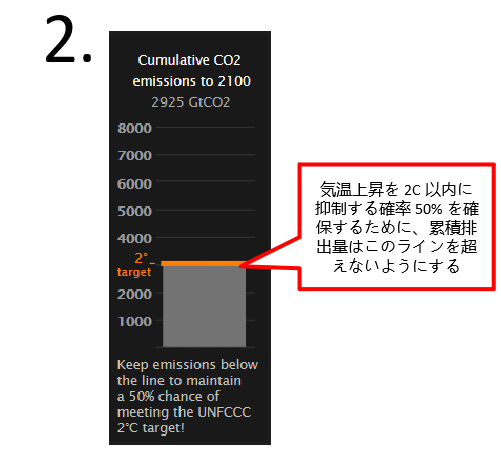 2.
Cumulative CO2
emissions to 2100
2925 GtCO2
8000
7000
6000
5000
4000
2°
target
2000
1000
Keep emissions below
the line to maintain
a 50% chance of
meeting the UNFCCC
2°C target!
気温上昇を 2C 以内に
抑制する確率 50% を確
保するために、累積排
出量はこのラインを超
えないようにする